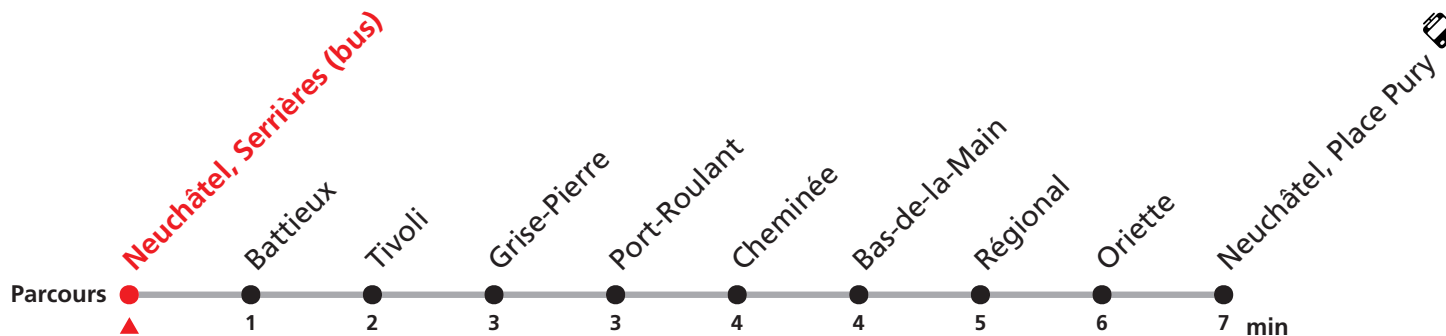 Neuchâtel, Serrières (bus)
Battieux
Tivoli
Grise-Pierre
Port-Roulant
Cheminée
Bas-de-la-Main
Régional
Oriette
Neuchâtel, Place Pury
Parcours
1 2 3 3 4 4 5 6 7 min